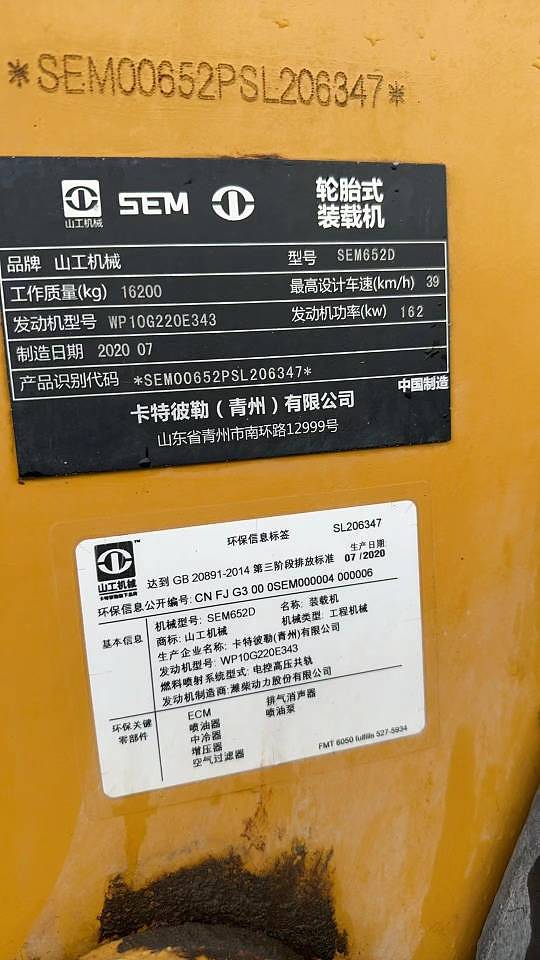 *SEM00652PSL206347*
山工机械 SEM 轮胎式
装载机
品牌 山工机械 型号 SEM652D
工作质量(kg) 16200 最高设计车速(km/h) 39
发动机型号 WP10G220E343 发动机功率(kw) 162
制造日期 2020 07
产品识别代码 *SEM00652PSL206347* 中国制造
卡特彼勒（青州）有限公司
山东省青州市南环路12999号
环保信息标签 SL206347
山工机械 TM
达到 GB 20891-2014 第三阶段排放标准 生产日期 07/2020
环保信息公开编号: CN FJ G3 00 0SEM000004 000006
基本信息 机械型号: SEM652D 名称: 装载机
商标: 山工机械 机械类型: 工程机械
生产企业名称: 卡特彼勒(青州)有限公司
发动机型号: WP10G220E343
燃料喷射系统型式: 电控高压共轨
发动机制造商: 潍柴动力股份有限公司
环保关键零部件 ECM 排气消声器
喷油器 喷油泵
中冷器
增压器
空气过滤器
FMT 6050 fulfills 527-5934